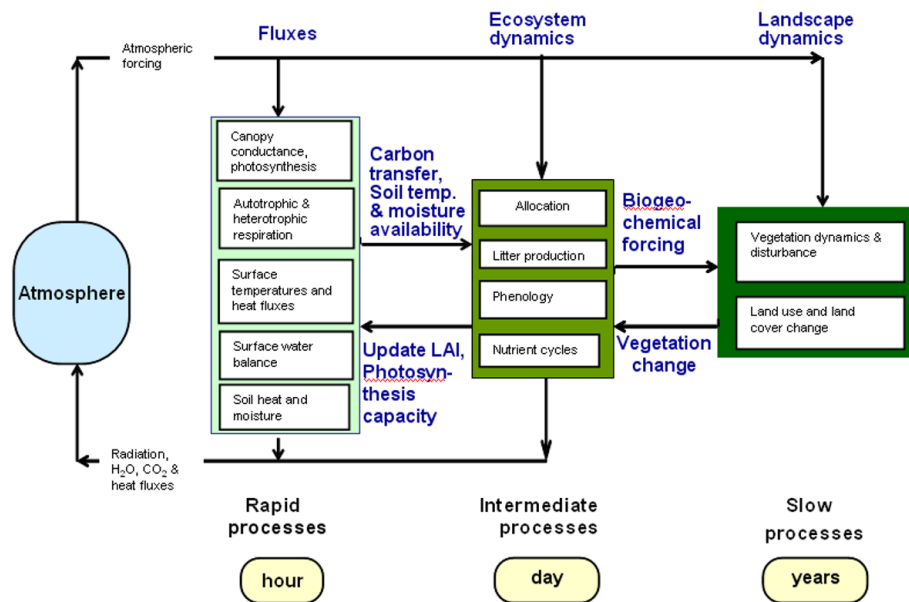 Fluxes
Ecosystem
dynamics
Landscape
dynamics
Atmospheric
forcing
Canopy
conductance,
photosynthesis
Autotrophic &
heterotrophic
respiration
Surface
temperatures and
heat fluxes
Surface water
balance
Soil heat and
moisture
Carbon
transfer,
Soil temp.
& moisture
availability
Update LAI,
Photosyn-
thesis
capacity
Allocation
Litter production
Phenology
Nutrient cycles
Biogeo-
chemical
forcing
Vegetation
change
Vegetation dynamics &
disturbance
Land use and land
cover change
Atmosphere
Radiation,
H₂O, CO₂ &
heat fluxes
Rapid
processes
Intermediate
processes
Slow
processes
hour
day
years